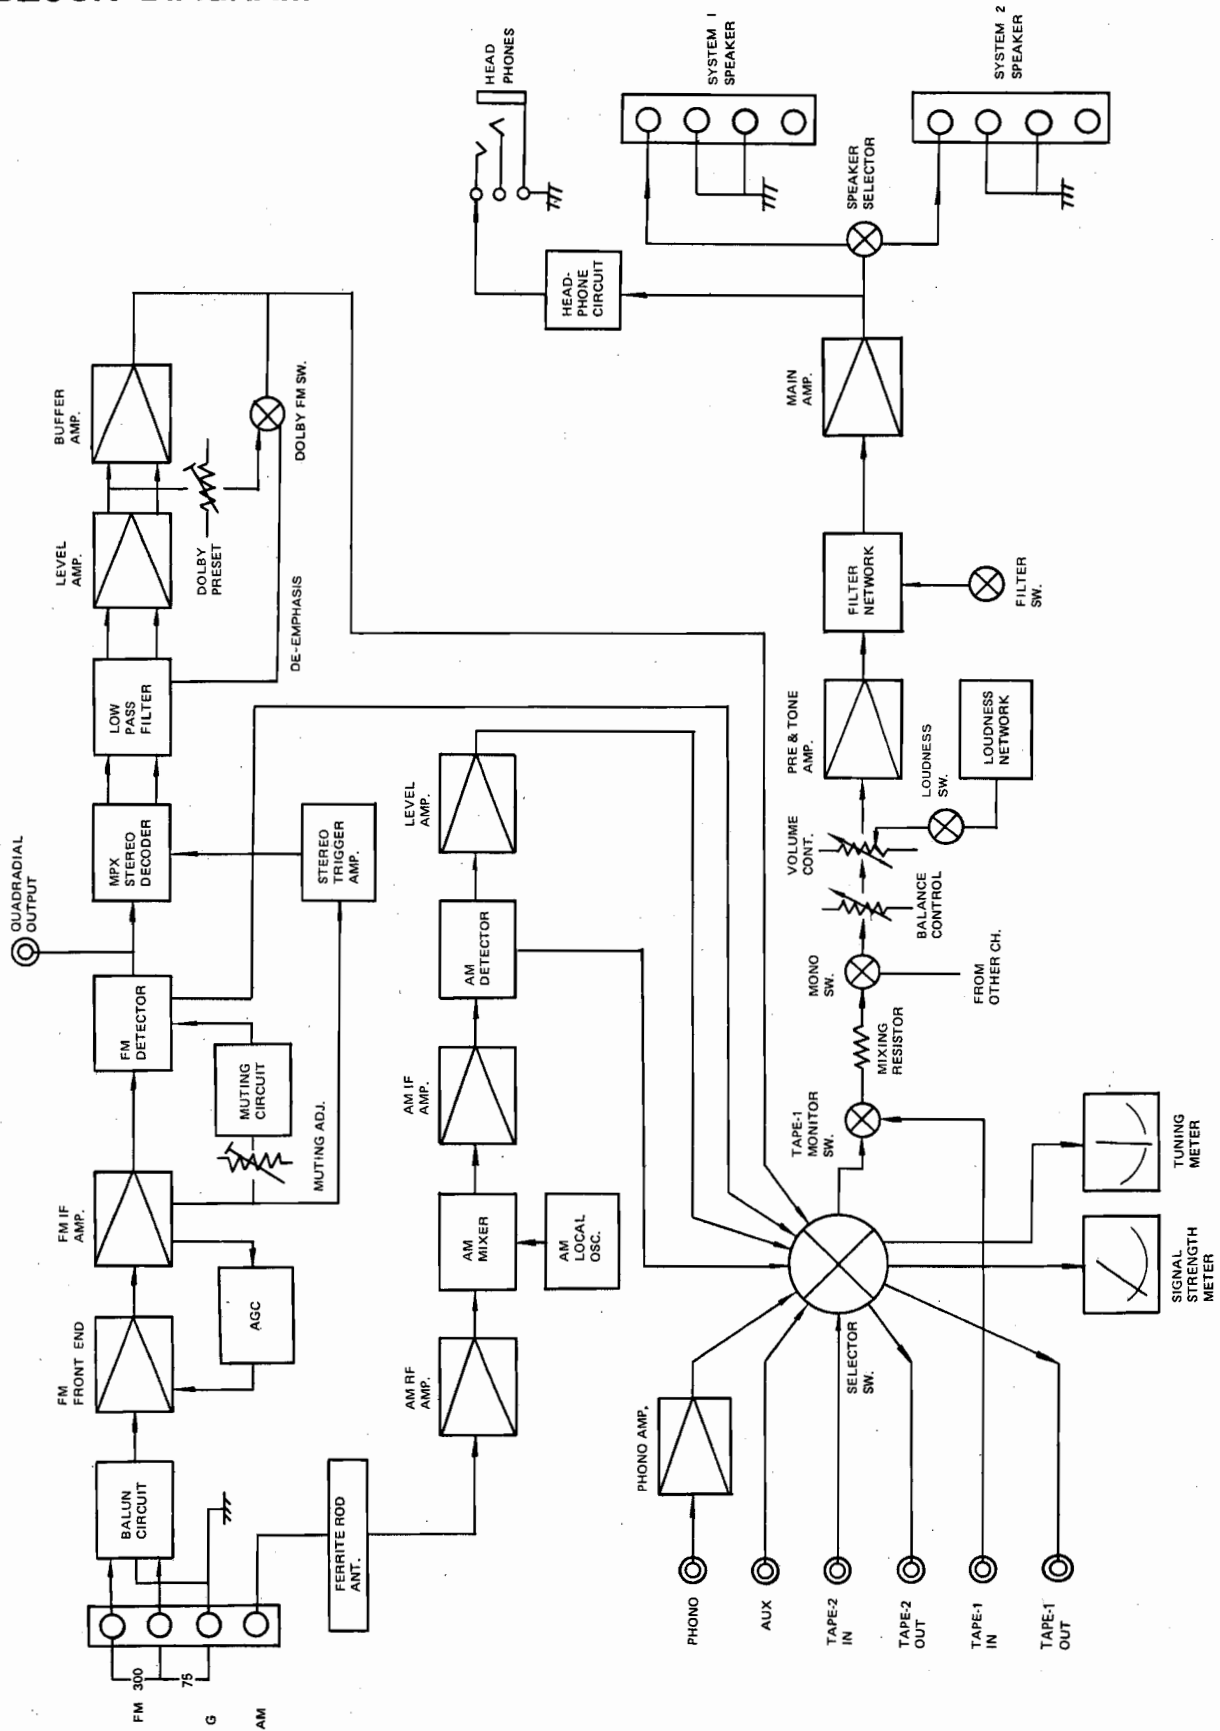 FM 300
75
G
AM
BALUN
CIRCUIT
FERRITE ROD
ANT.
FM
FRONT END
AGC
FM IF
AMP.
MUTING ADJ.
MUTING
CIRCUIT
FM
DETECTOR
QUADRADIAL
OUTPUT
MPX
STEREO
DECODER
STEREO
TRIGGER
AMP.
LOW
PASS
FILTER
DE-EMPHASIS
LEVEL
AMP.
DOLBY
PRESET
BUFFER
AMP.
DOLBY FM SW.
AM RF
AMP.
AM
MIXER
AM
LOCAL
OSC.
AM IF
AMP.
AM
DETECTOR
LEVEL
AMP.
HEAD-
PHONE
CIRCUIT
HEAD
PHONES
SYSTEM 1
SPEAKER
SYSTEM 2
SPEAKER
SPEAKER
SELECTOR
PHONO
AUX
TAPE-2
IN
TAPE-2
OUT
TAPE-1
IN
TAPE-1
OUT
PHONO AMP.
SELECTOR
SW.
SIGNAL
STRENGTH
METER
TUNING
METER
TAPE-1
MONITOR
SW.
MIXING
RESISTOR
MONO
SW.
FROM
OTHER CH.
BALANCE
CONTROL
VOLUME
CONT.
LOUDNESS
SW.
LOUDNESS
NETWORK
PRE & TONE
AMP.
FILTER
NETWORK
FILTER
SW.
MAIN
AMP.